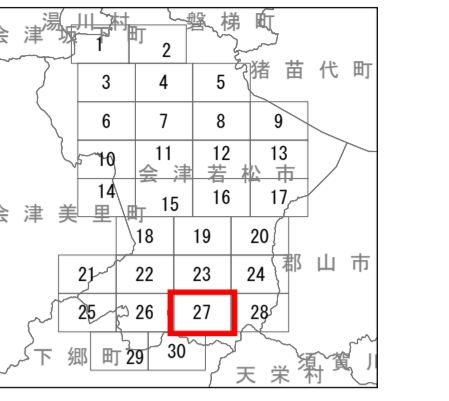 湯川村 磐梯町
会津坂下町
1 2
猪苗代町
3 4 5
6 7 8 9
10 11 12 13
会津若松市
14 15 16 17
会津美里町
18 19 20
郡山市
21 22 23 24
25 26 27 28
下郷町 29 30
須賀川
天栄村